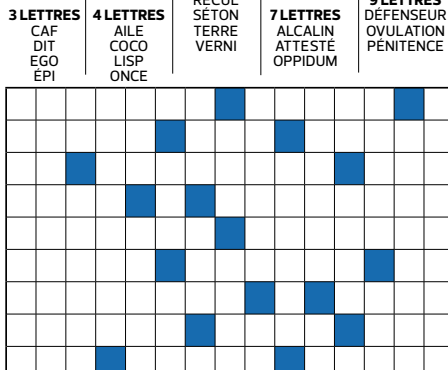 3 LETTRES
CAF
DIT
EGO
ÉPI
4 LETTRES
AILE
COCO
LISP
ONCE
RECUL
SÉTON
TERRE
VERNI
7 LETTRES
ALCALIN
ATTESTÉ
OPPIDUM
9 LETTRES
DÉFENSEUR
OVULATION
PÉNITENCE